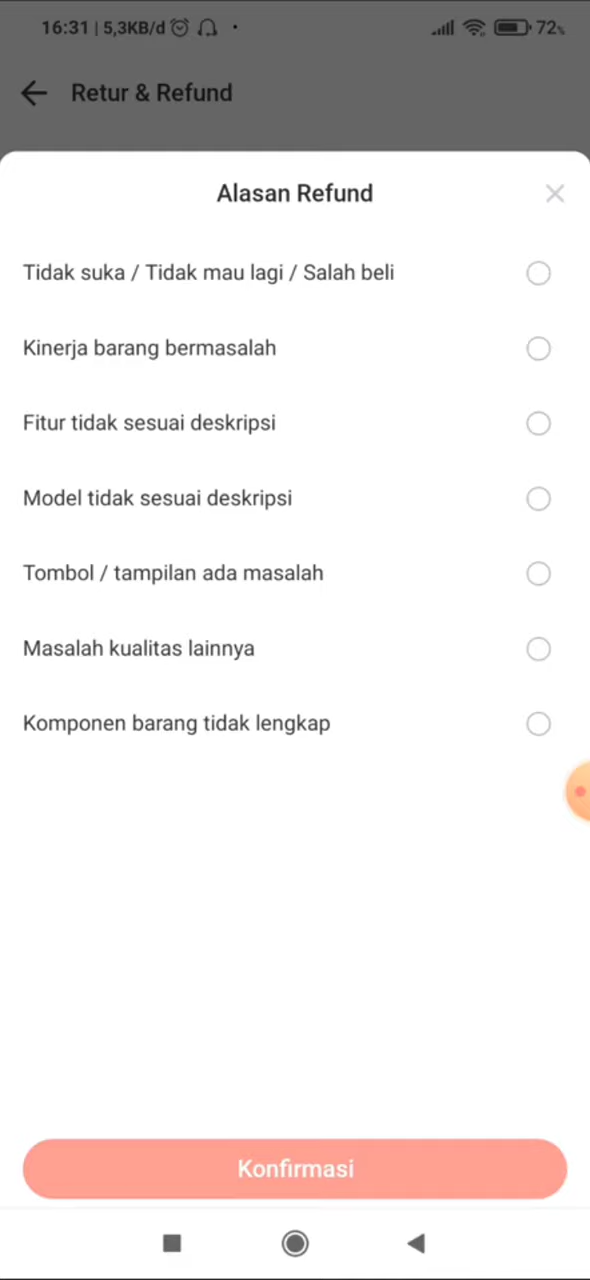 16:31 | 5,3KB/d
72%
Retur & Refund
Alasan Refund
Tidak suka / Tidak mau lagi / Salah beli
Kinerja barang bermasalah
Fitur tidak sesuai deskripsi
Model tidak sesuai deskripsi
Tombol / tampilan ada masalah
Masalah kualitas lainnya
Komponen barang tidak lengkap
Konfirmasi